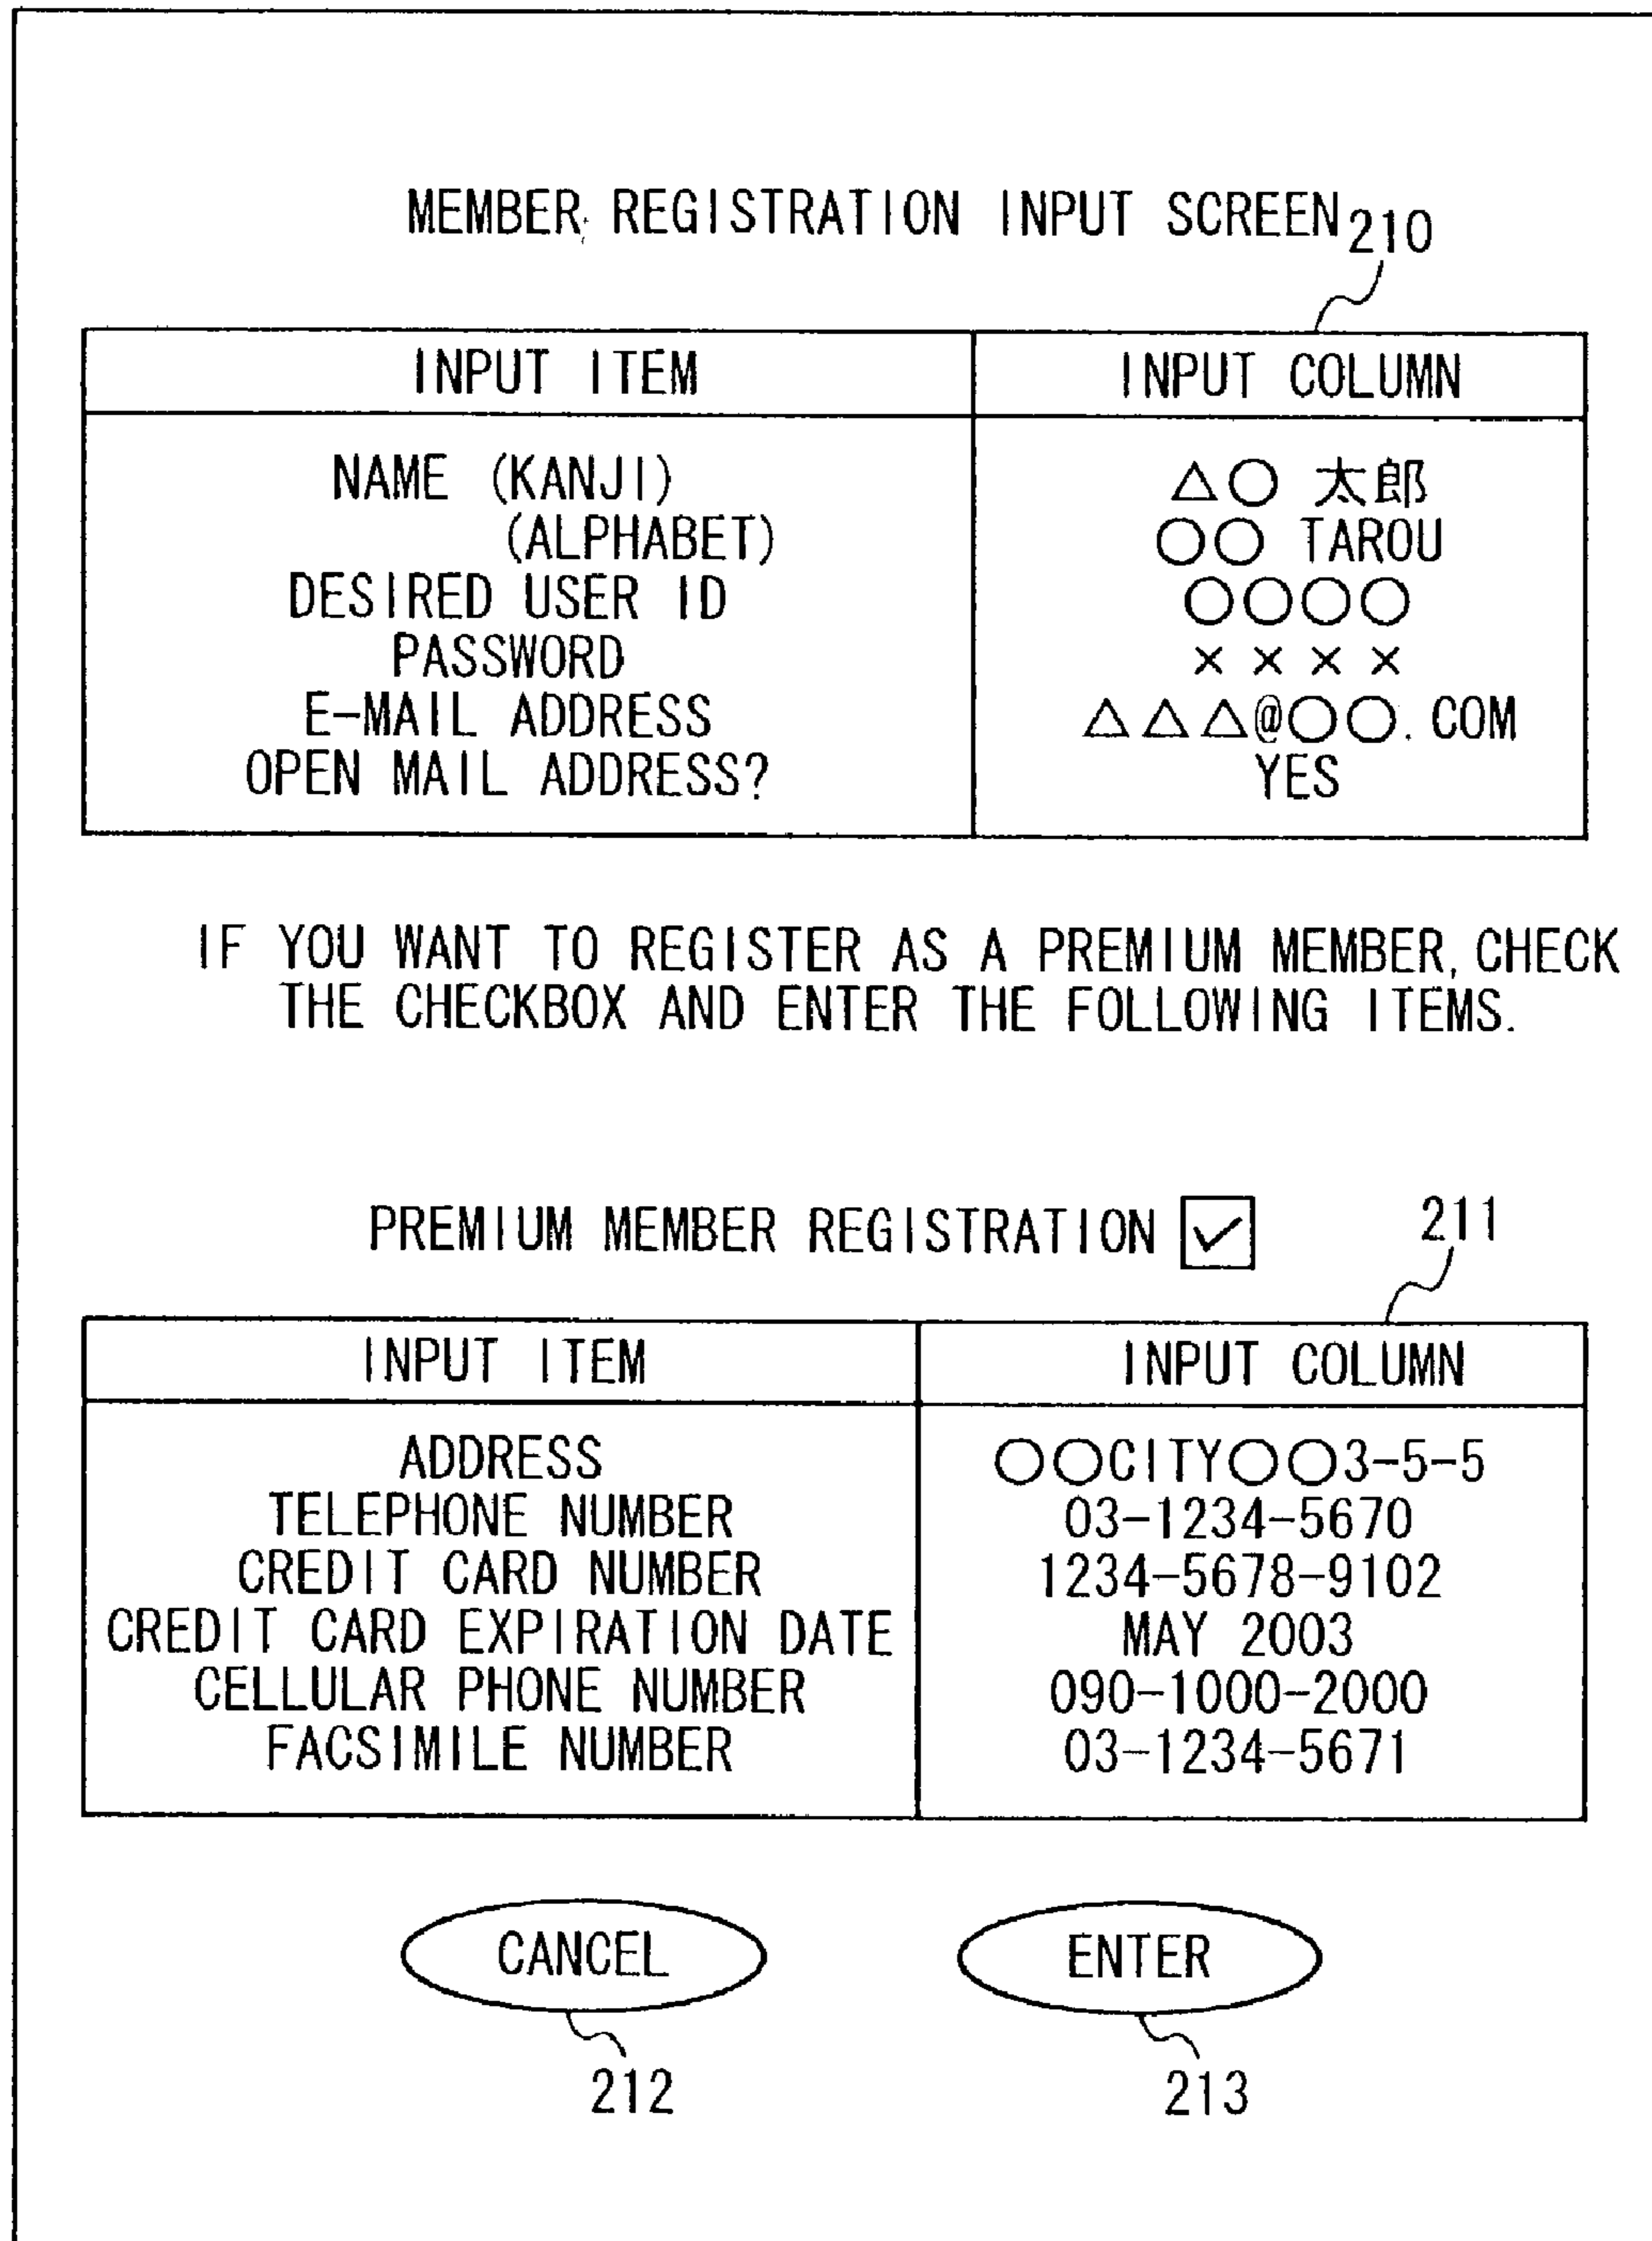 MEMBER REGISTRATION INPUT SCREEN
210
INPUT ITEM INPUT COLUMN
NAME (KANJI) △○ 太郎
(ALPHABET) ○○ TAROU
DESIRED USER ID ○○○○
PASSWORD ××××
E-MAIL ADDRESS △△△@○○.COM
OPEN MAIL ADDRESS? YES
IF YOU WANT TO REGISTER AS A PREMIUM MEMBER, CHECK
THE CHECKBOX AND ENTER THE FOLLOWING ITEMS.
PREMIUM MEMBER REGISTRATION
211
INPUT ITEM INPUT COLUMN
ADDRESS ○○CITY○○3-5-5
TELEPHONE NUMBER 03-1234-5670
CREDIT CARD NUMBER 1234-5678-9102
CREDIT CARD EXPIRATION DATE MAY 2003
CELLULAR PHONE NUMBER 090-1000-2000
FACSIMILE NUMBER 03-1234-5671
CANCEL ENTER
212 213